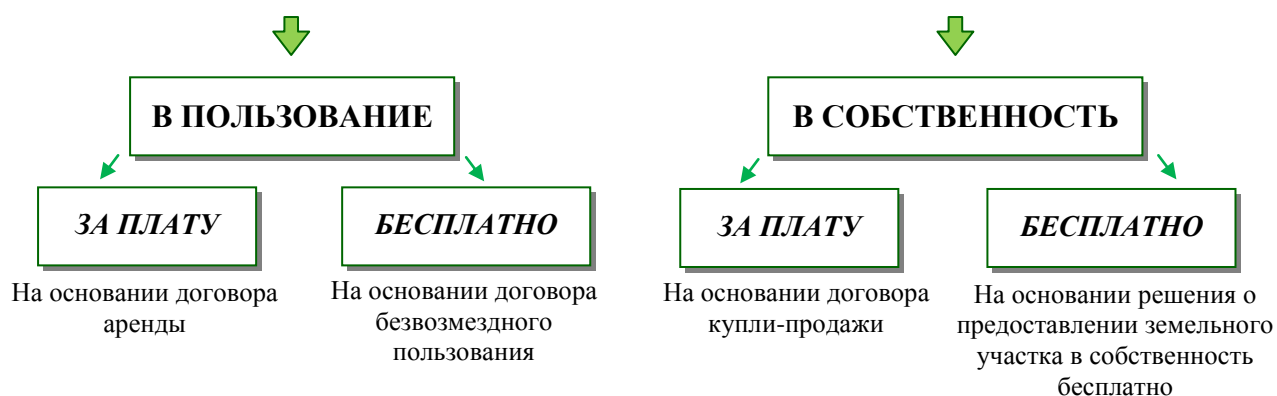 В ПОЛЬЗОВАНИЕ
ЗА ПЛАТУ
На основании договора
аренды
БЕСПЛАТНО
На основании договора
безвозмездного
пользования
В СОБСТВЕННОСТЬ
ЗА ПЛАТУ
На основании договора
купли-продажи
БЕСПЛАТНО
На основании решения о
предоставлении земельного
участка в собственность
бесплатно